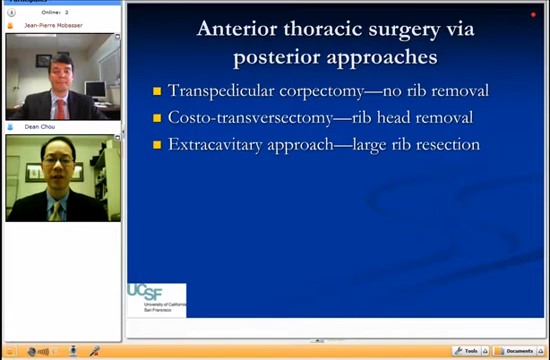 Participants
Online: 2
Jean-Pierre Mobasser
Dean Chou
Anterior thoracic surgery via
posterior approaches
Transpedicular corpectomy—no rib removal
Costo-transversectomy—rib head removal
Extracavitary approach—large rib resection
UCSF
University of California
San Francisco
Tools
Documents